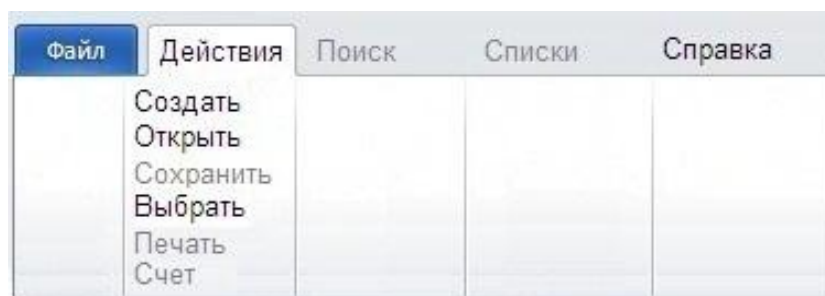 Файл Действия Поиск Списки Справка
Создать
Открыть
Сохранить
Выбрать
Печать
Счет